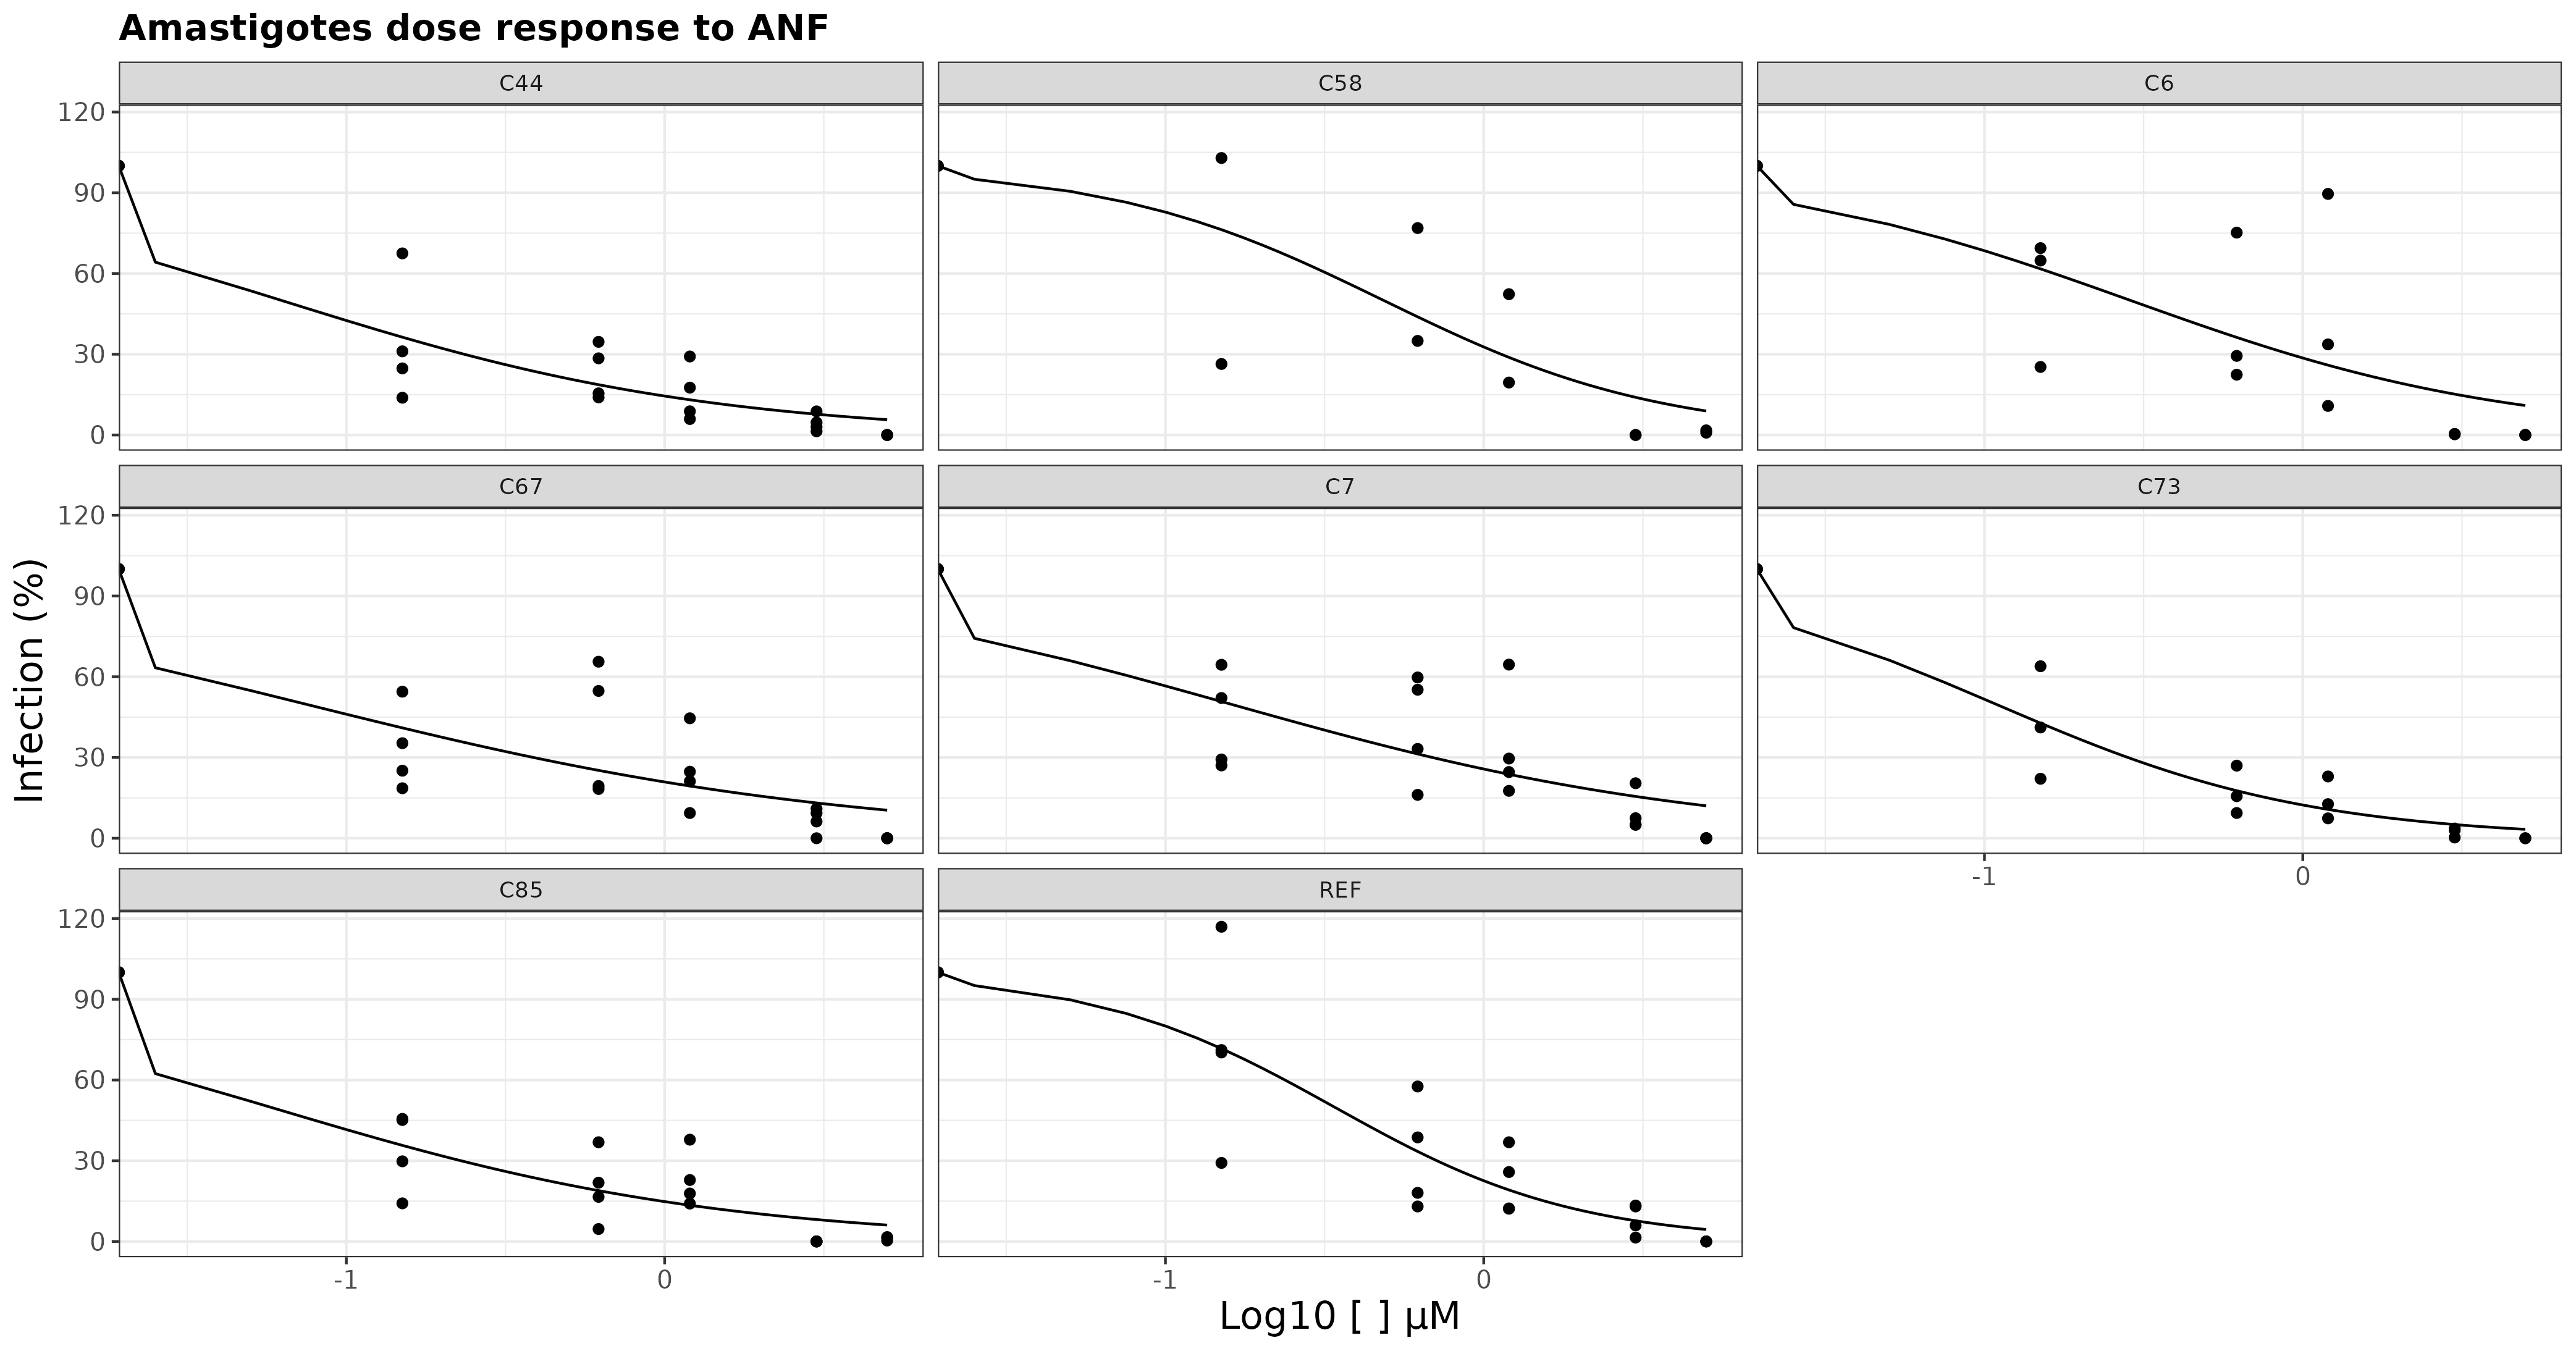 Amastigotes dose response to ANF
C44
C58
C6
120
90
60
30
0
C67
C7
C73
120
90
60
30
0
-1
0
Infection (%)
C85
REF
120
90
60
30
0
-1
0
-1
0
Log10 [ ] µM